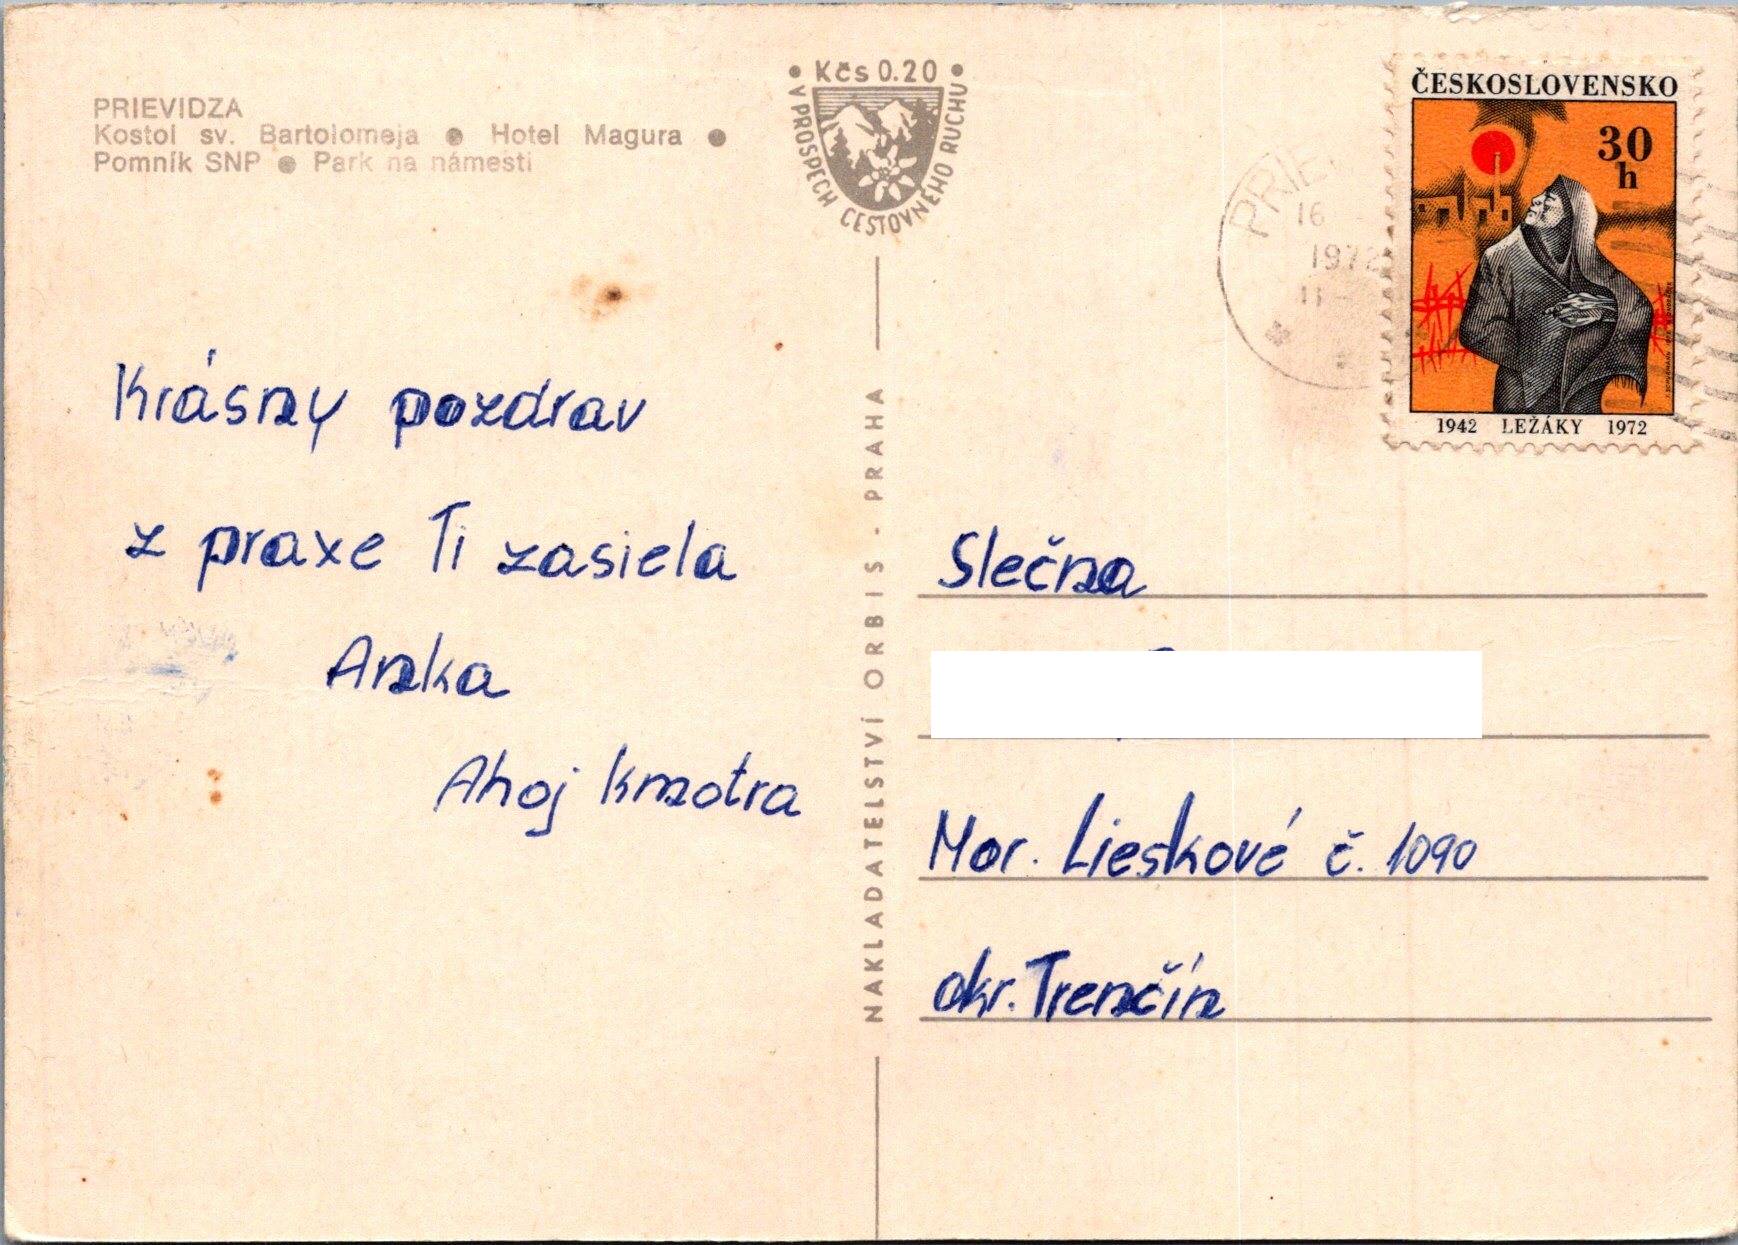 PRIEVIDZA
Kostol sv. Bartolomeja ● Hotel Magura ●
Pomník SNP ● Park na námestí
• Kčs 0.20 •
V PROSPECH CESTOVNÉHO RUCHU
ČESKOSLOVENSKO
30
h
1942 LEŽÁKY 1972
16
1972
11
Krásny pozdrav
z praxe Ti zasiela
Anka
Ahoj kmotra
NAKLADATELSTVÍ ORBIS - PRAHA
Slečna
Mor. Lieskové č. 1090
okr. Trenčín